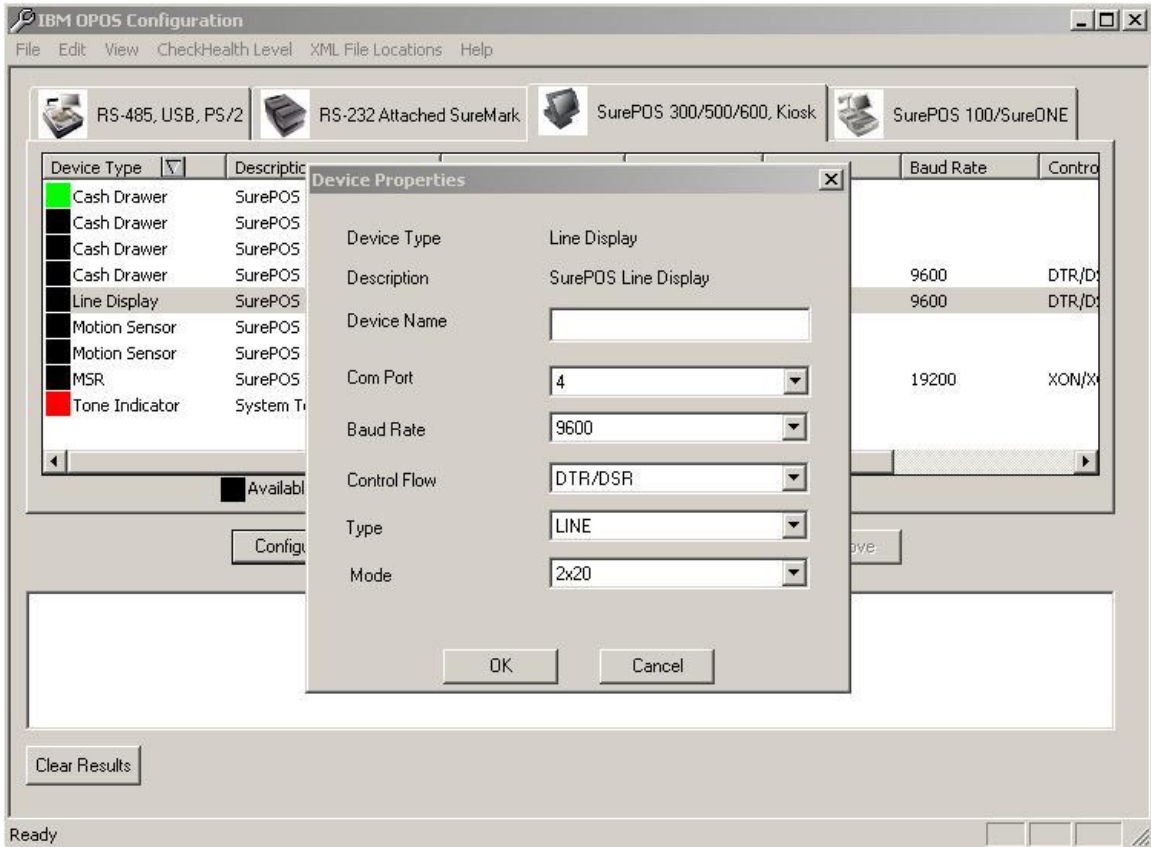 IBM OPOS Configuration
File Edit View CheckHealth Level XML File Locations Help
RS-485, USB, PS/2 RS-232 Attached SureMark SurePOS 300/500/600, Kiosk SurePOS 100/SureONE
Device Type Descriptic Baud Rate Contro
Cash Drawer SurePOS
Cash Drawer SurePOS
Cash Drawer SurePOS
Cash Drawer SurePOS 9600 DTR/D
Line Display SurePOS 9600 DTR/D
Motion Sensor SurePOS
Motion Sensor SurePOS
MSR SurePOS 19200 XON/X
Tone Indicator System T
Availabl
Configu ove
Device Properties
Device Type Line Display
Description SurePOS Line Display
Device Name
Com Port 4
Baud Rate 9600
Control Flow DTR/DSR
Type LINE
Mode 2x20
OK Cancel
Clear Results
Ready